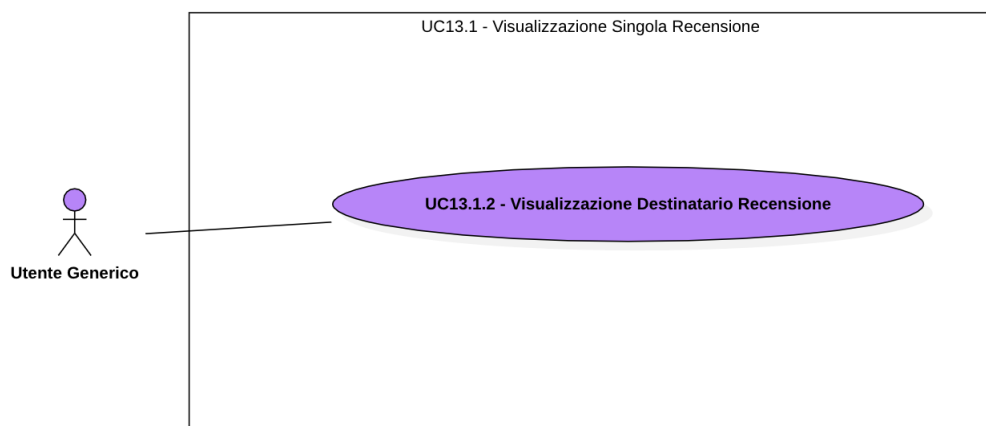 UC13.1 - Visualizzazione Singola Recensione
UC13.1.2 - Visualizzazione Destinatario Recensione
Utente Generico